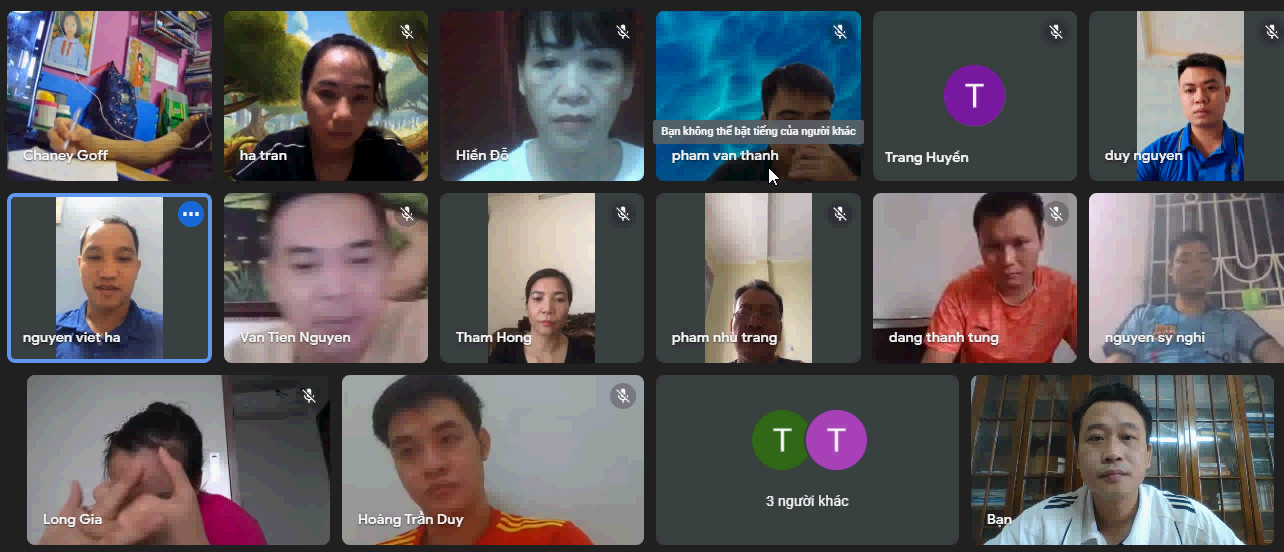 Chaney Goff
ha tran
Hiền Đỗ
Bạn không thể bật tiếng của người khác
pham van thanh
T
Trang Huyền
duy nguyen
nguyen viet ha
Van Tien Nguyen
Tham Hong
phạm như trang
dang thanh tung
nguyen sy nghi
Long Gia
Hoàng Trần Duy
T
T
3 người khác
Bạn